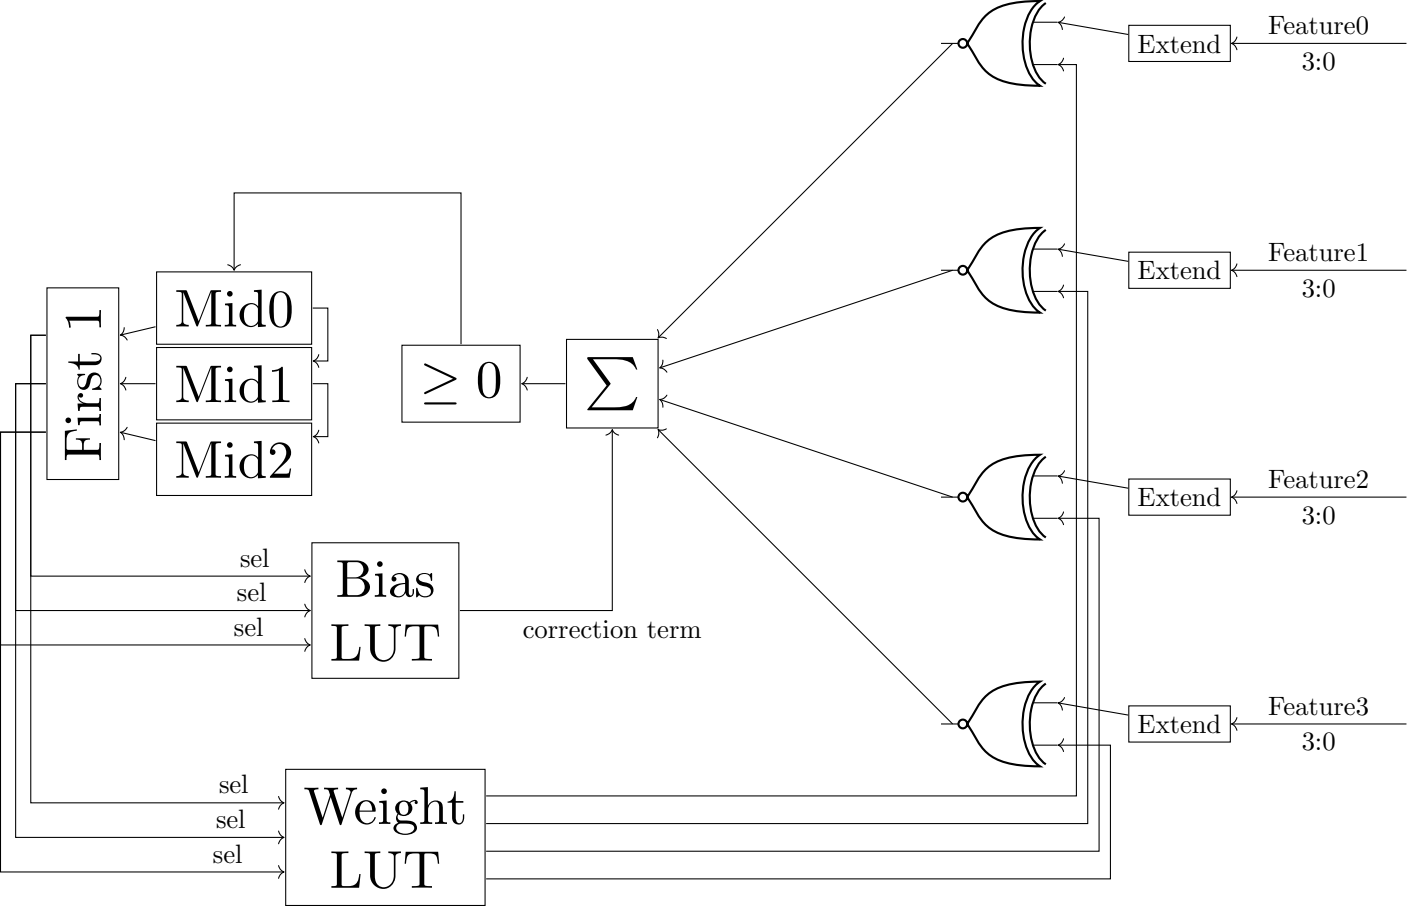 Feature0
Extend
3:0
Feature1
Extend
3:0
Mid0
First 1
Mid1
≥ 0
∑
Mid2
Feature2
Extend
3:0
sel
Bias
sel
sel
LUT
correction term
Feature3
Extend
3:0
sel
Weight
sel
sel
LUT